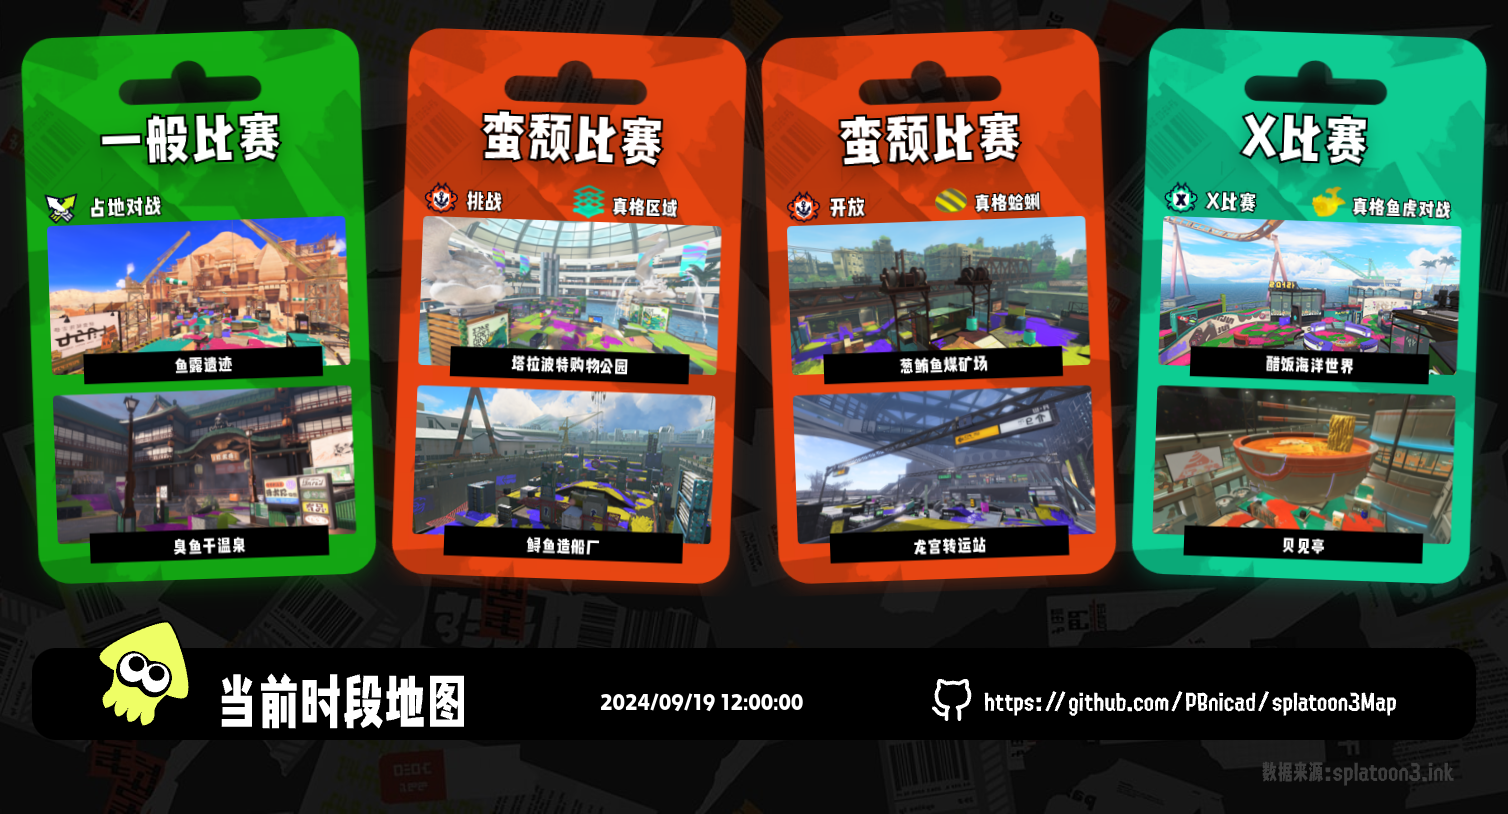 一般比赛
占地对战
鱼露遗迹
臭鱼干温泉
蛮颓比赛
挑战
真格区域
塔拉波特购物公园
鲟鱼造船厂
蛮颓比赛
开放
真格蛤蜊
葱鲔鱼煤矿场
龙宫转运站
X比赛
X比赛
真格鱼虎对战
醋饭海洋世界
贝见亭
当前时段地图
2024/09/19 12:00:00
https://github.com/PBnicad/splatoon3Map
数据来源:splatoon3.ink